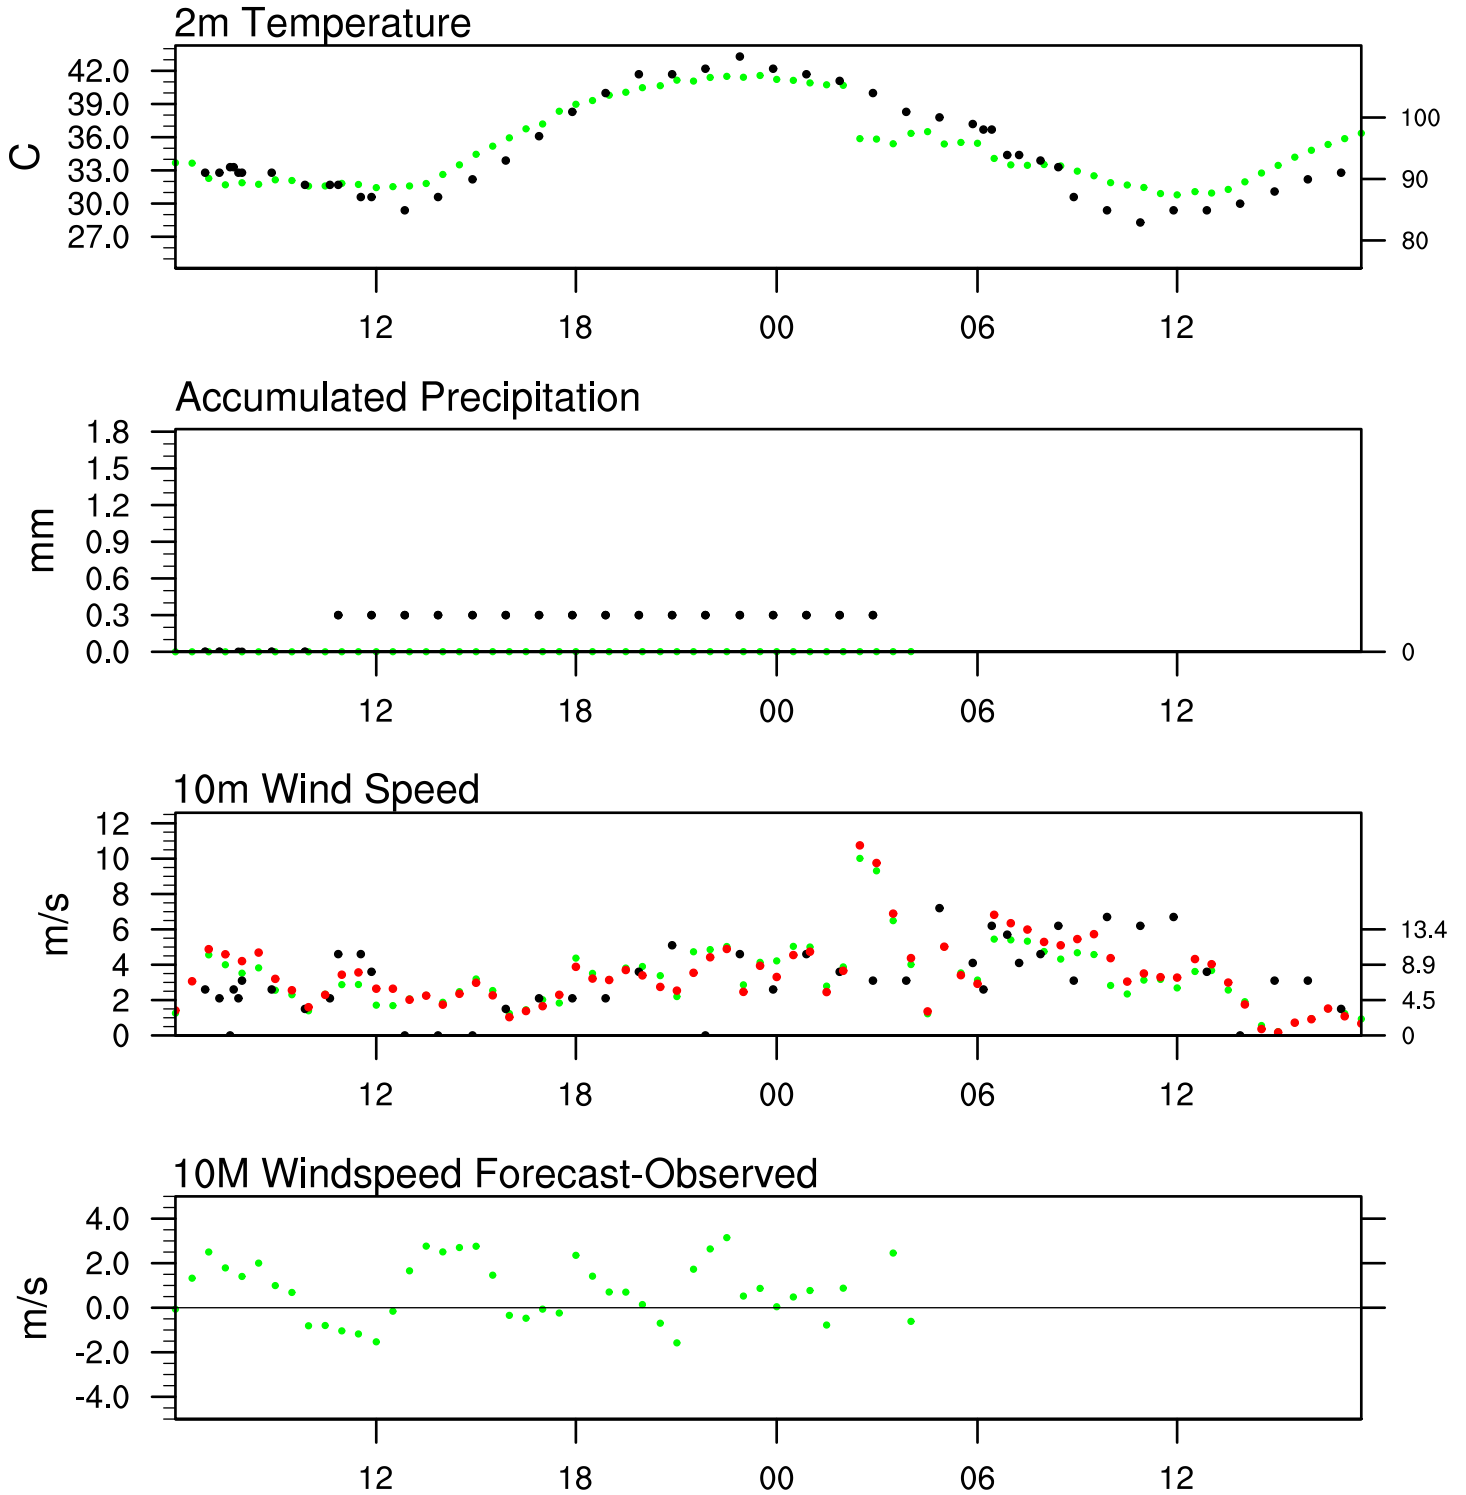 2m Temperature
42.0
39.0
36.0
33.0
30.0
27.0
C
100
90
80
12 18 00 06 12
Accumulated Precipitation
1.8
1.5
1.2
0.9
0.6
0.3
0.0
mm
0
12 18 00 06 12
10m Wind Speed
12
10
8
6
4
2
0
m/s
13.4
8.9
4.5
0
12 18 00 06 12
10M Windspeed Forecast-Observed
4.0
2.0
0.0
-2.0
-4.0
m/s
12 18 00 06 12